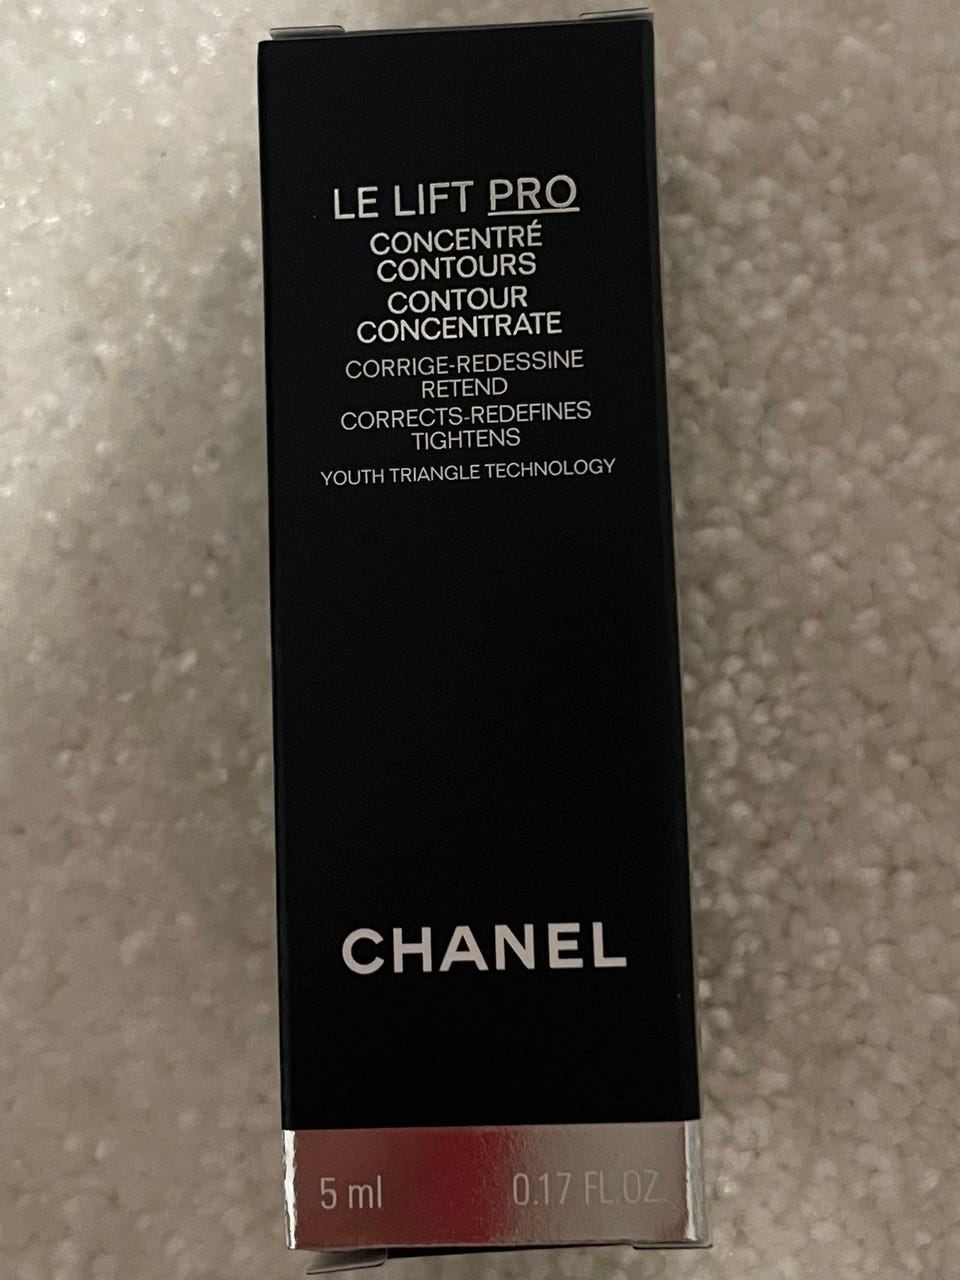 LE LIFT PRO
CONCENTRÉ
CONTOURS
CONTOUR
CONCENTRATE
CORRIGE-REDESSINE
RETEND
CORRECTS-REDEFINES
TIGHTENS
YOUTH TRIANGLE TECHNOLOGY
CHANEL
5 ml 0.17 FL.OZ.